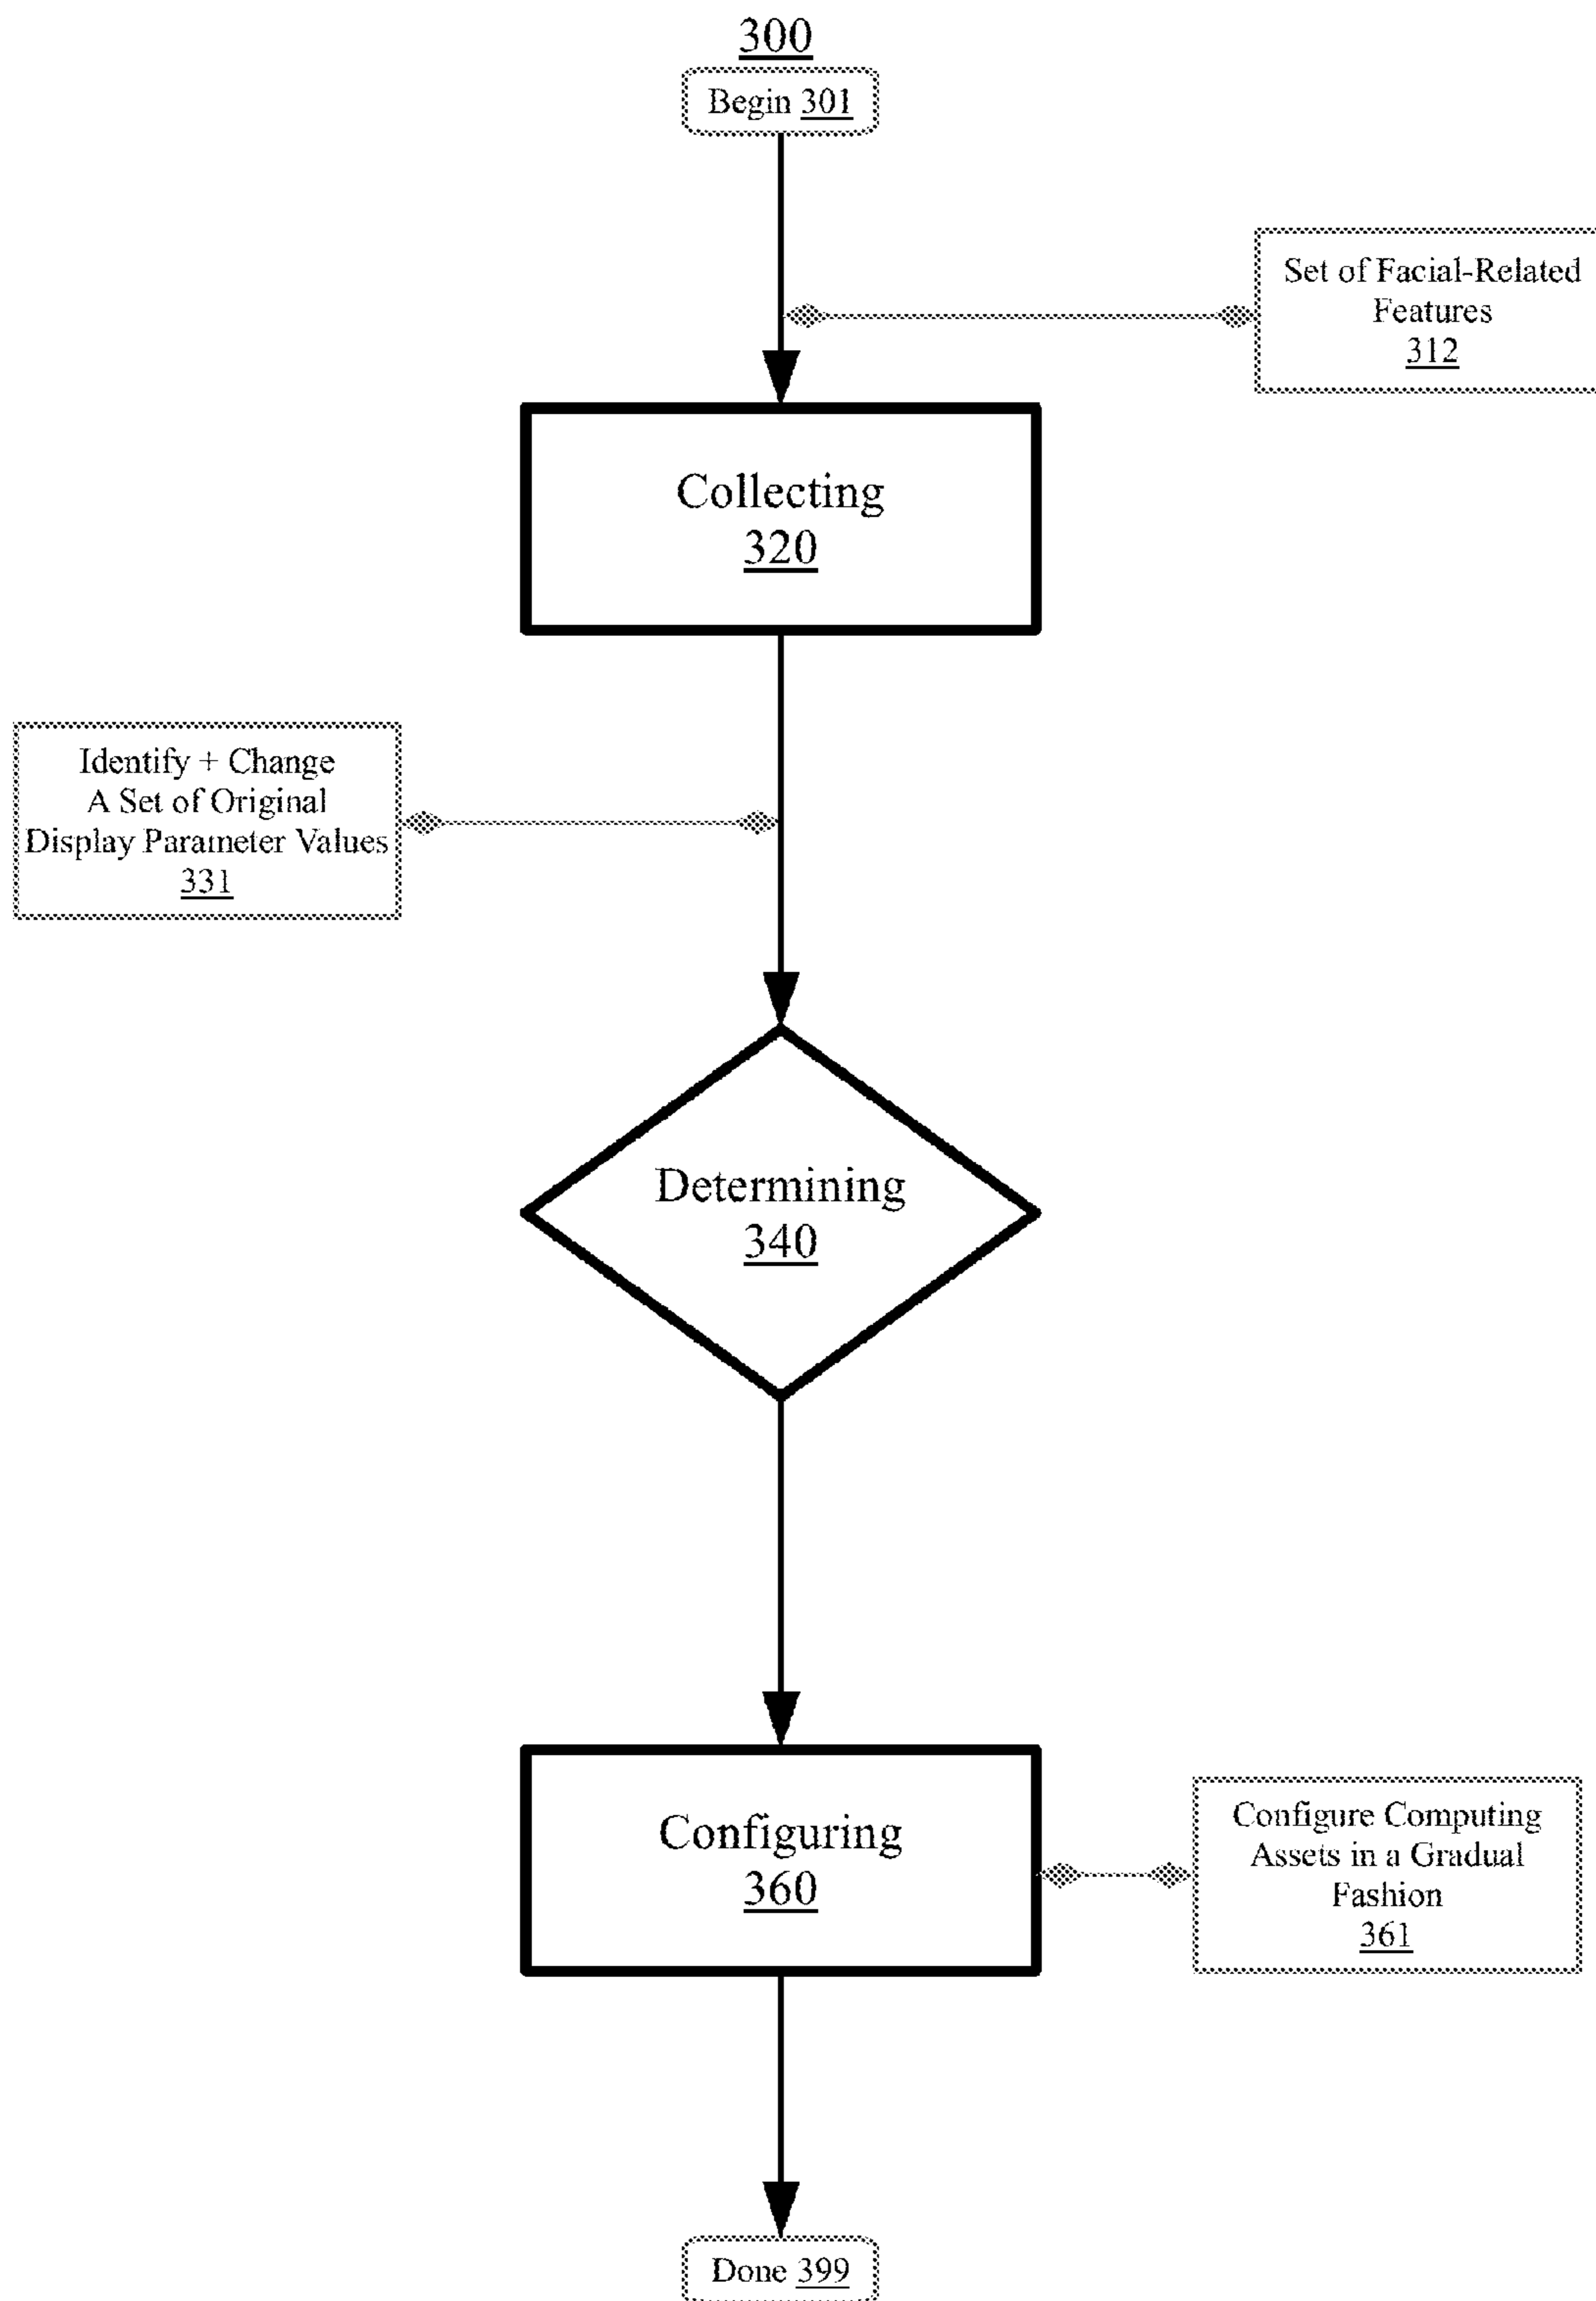 300
Begin 301
Set of Facial-Related
Features
312
Collecting
320
Identify + Change
A Set of Original
Display Parameter Values
331
Determining
340
Configuring
360
Configure Computing
Assets in a Gradual
Fashion
361
Done 399